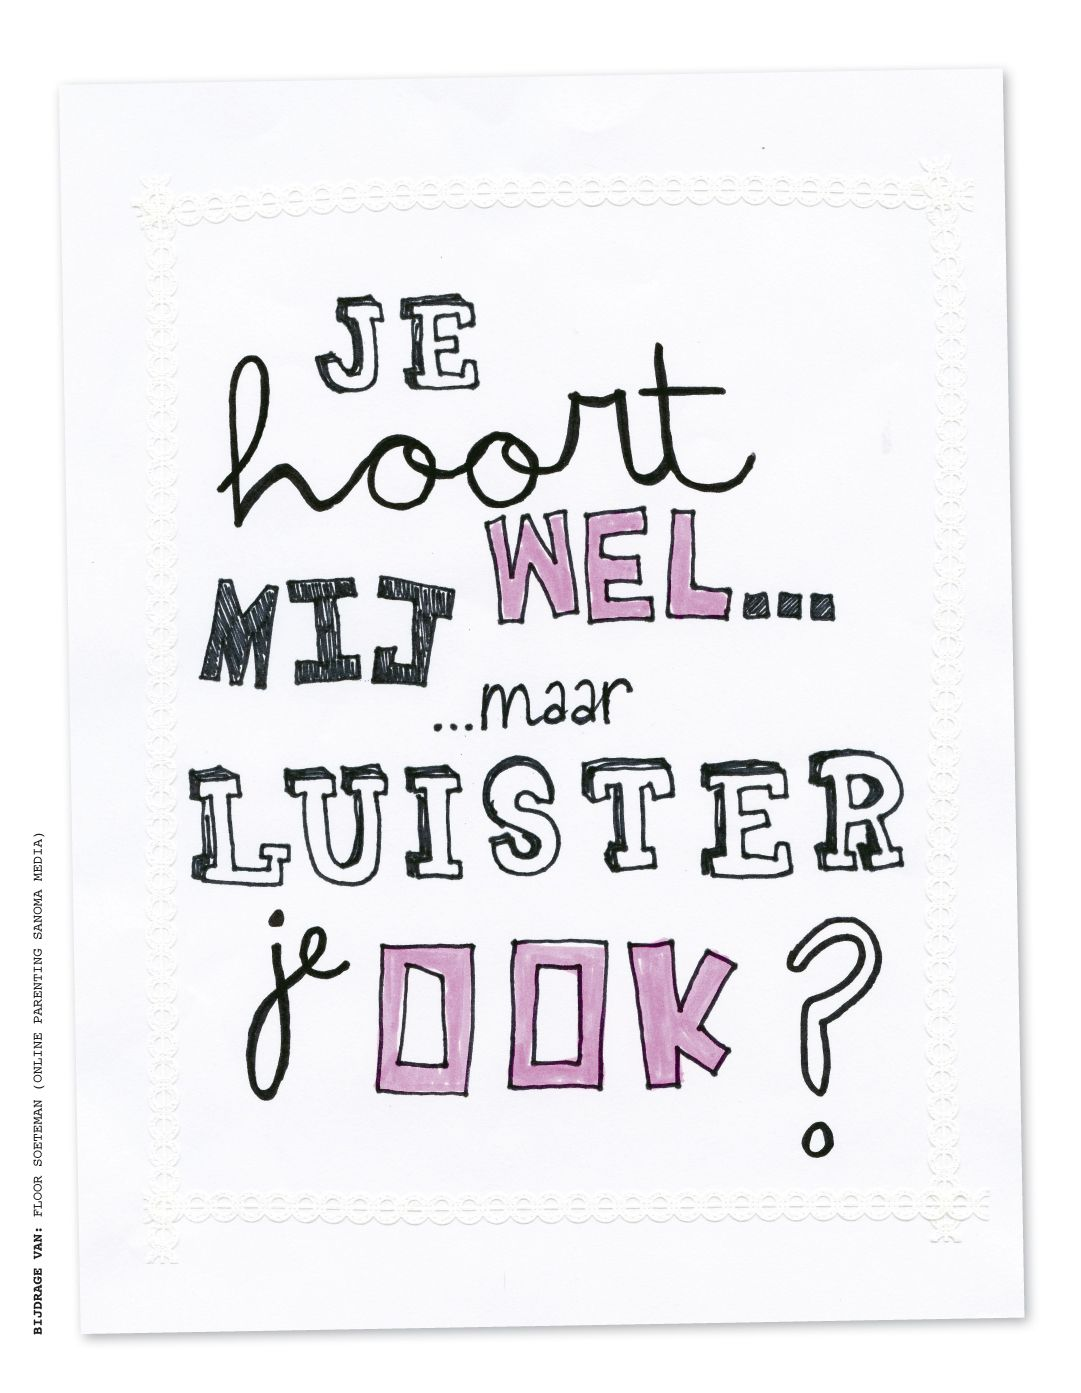 JE
hoort
WEL...
MIJ
...maar
LUISTER
je OOK?
BIJDRAGE VAN: FLOOR SOETEMAN (ONLINE PARENTING SANOMA MEDIA)